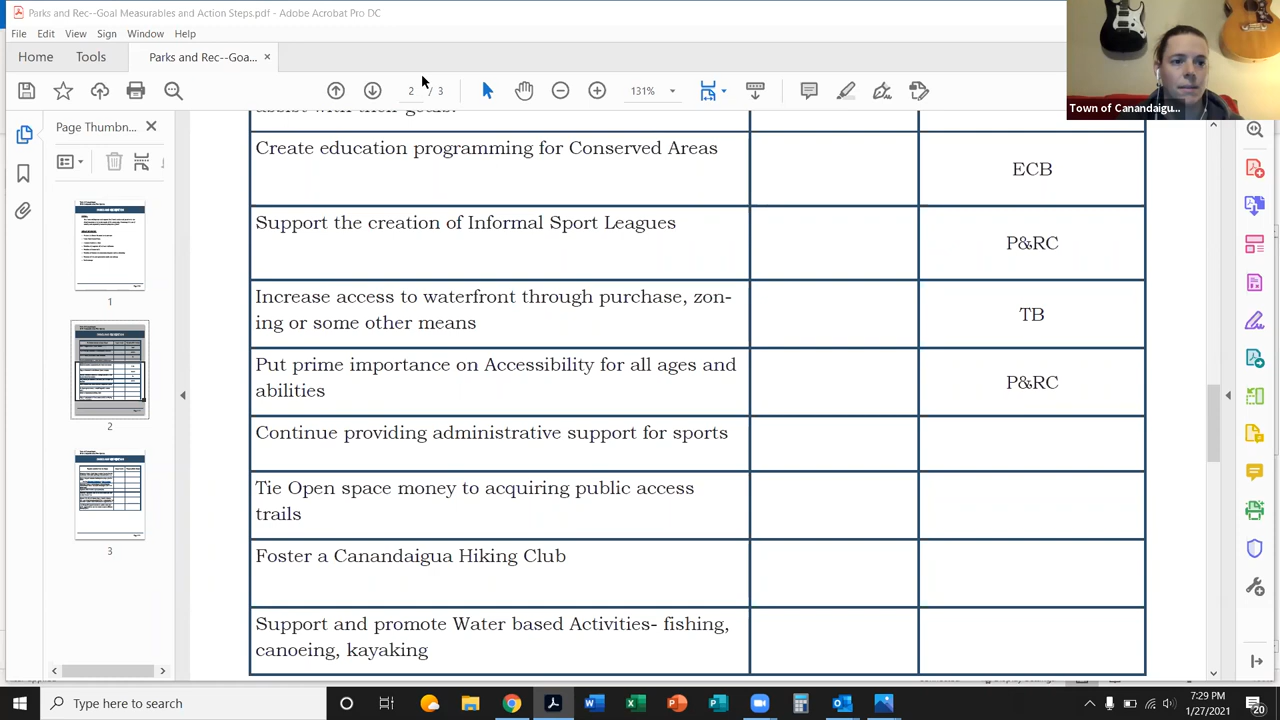 Parks and Rec--Goal Measurables and Action Steps.pdf - Adobe Acrobat Pro DC
File Edit View Sign Window Help
Home Tools Parks and Rec--Goa... ×
2 / 3 131%
Page Thumbn...
Create education programming for Conserved Areas
ECB
Support the creation of Informal Sport Leagues
P&RC
Increase access to waterfront through purchase, zon-
ing or some other means
TB
Put prime importance on Accessibility for all ages and
abilities
P&RC
Continue providing administrative support for sports
Tie Open space money to acquiring public access
trails
Foster a Canandaigua Hiking Club
Support and promote Water based Activities- fishing,
canoeing, kayaking
1
2
3
Town of Canandaigu...
Type here to search
7:29 PM
1/27/2021
20